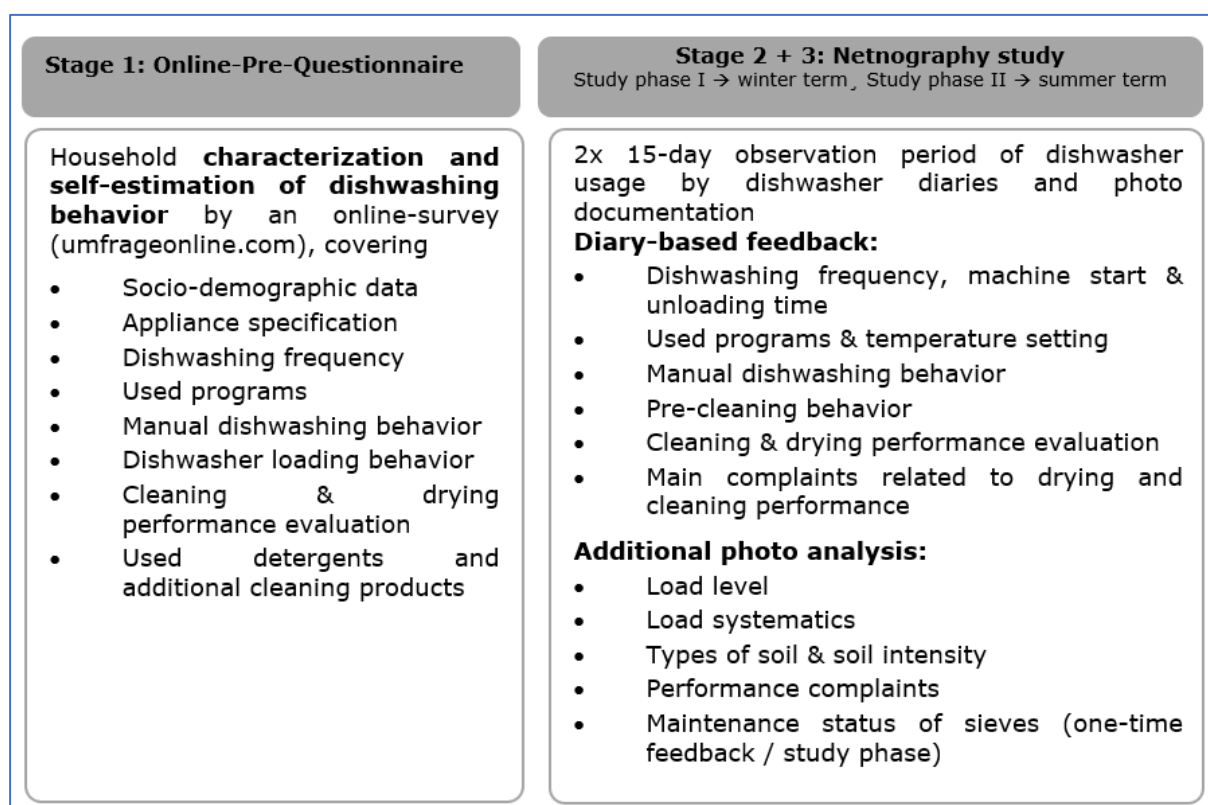 Stage 1: Online-Pre-Questionnaire
Household characterization and
self-estimation of dishwashing
behavior by an online-survey
(umfrageonline.com), covering
• Socio-demographic data
• Appliance specification
• Dishwashing frequency
• Used programs
• Manual dishwashing behavior
• Dishwasher loading behavior
• Cleaning & drying
performance evaluation
• Used detergents and
additional cleaning products
Stage 2 + 3: Netnography study
Study phase I → winter term, Study phase II → summer term
2x 15-day observation period of dishwasher
usage by dishwasher diaries and photo
documentation
Diary-based feedback:
• Dishwashing frequency, machine start &
unloading time
• Used programs & temperature setting
• Manual dishwashing behavior
• Pre-cleaning behavior
• Cleaning & drying performance evaluation
• Main complaints related to drying and
cleaning performance
Additional photo analysis:
• Load level
• Load systematics
• Types of soil & soil intensity
• Performance complaints
• Maintenance status of sieves (one-time
feedback / study phase)